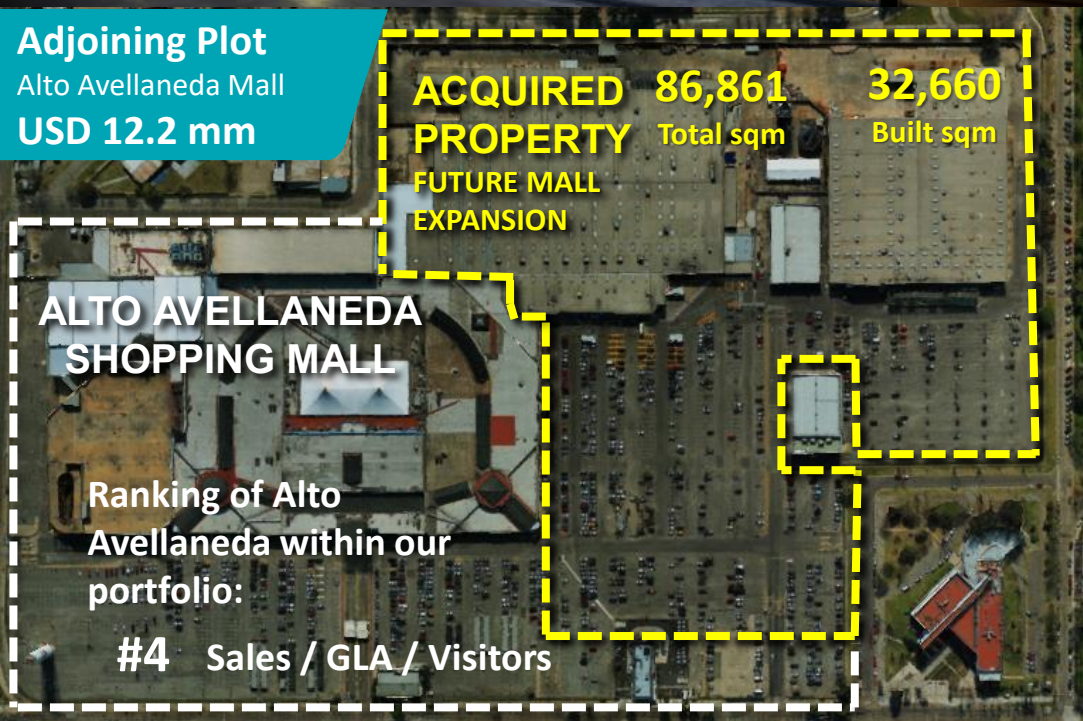 Adjoining Plot
Alto Avellaneda Mall
USD 12.2 mm
ACQUIRED
PROPERTY
FUTURE MALL
EXPANSION
86,861
Total sqm
32,660
Built sqm
ALTO AVELLANEDA
SHOPPING MALL
Ranking of Alto
Avellaneda within our
portfolio:
#4 Sales / GLA / Visitors